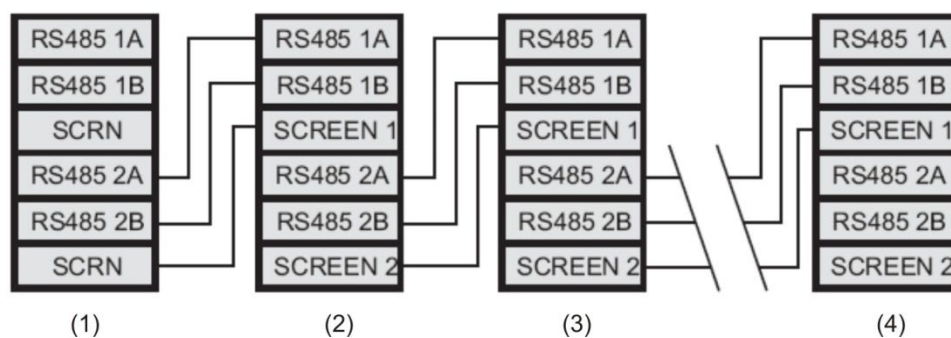 RS485 1A
RS485 1B
SCRN
RS485 2A
RS485 2B
SCRN
(1)
RS485 1A
RS485 1B
SCREEN 1
RS485 2A
RS485 2B
SCREEN 2
(2)
RS485 1A
RS485 1B
SCREEN 1
RS485 2A
RS485 2B
SCREEN 2
(3)
RS485 1A
RS485 1B
SCREEN 1
RS485 2A
RS485 2B
SCREEN 2
(4)